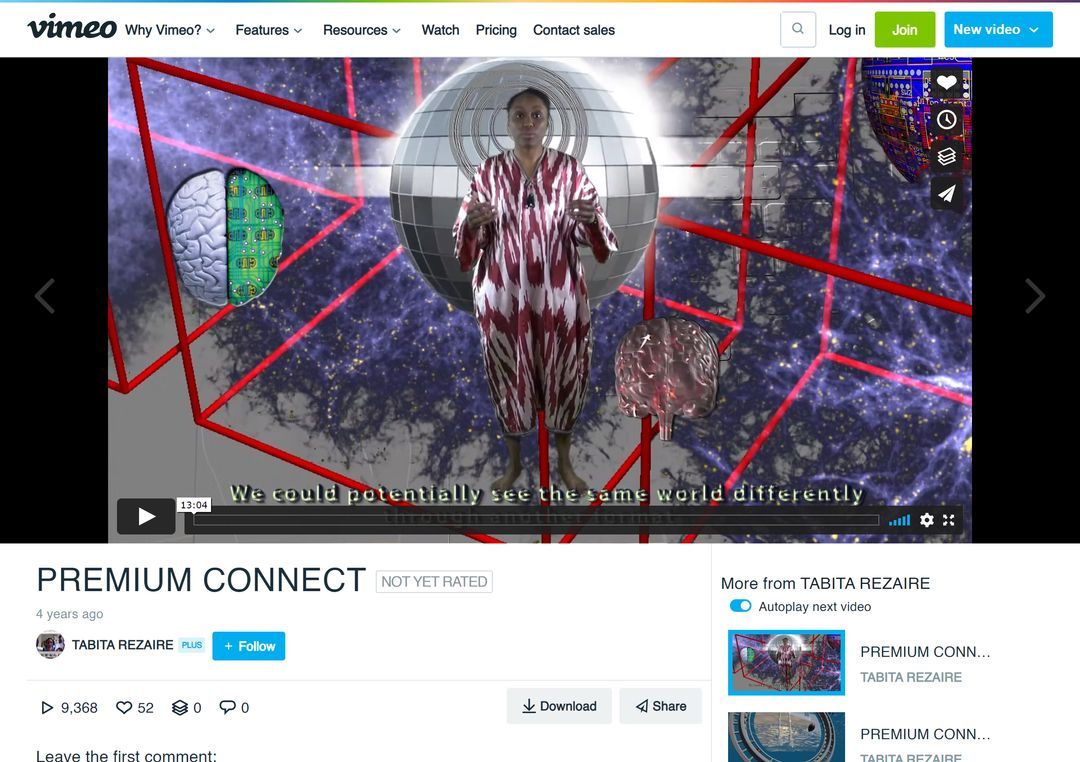 vimeo Why Vimeo? Features Resources Watch Pricing Contact sales Log in Join New video
We could potentially see the same world differently
13:04
PREMIUM CONNECT NOT YET RATED
4 years ago
TABITA REZAIRE PLUS + Follow
9,368 52 0 0 Download Share
Leave the first comment:
More from TABITA REZAIRE
Autoplay next video
PREMIUM CONN...
TABITA REZAIRE
PREMIUM CONN...
TABITA REZAIRE